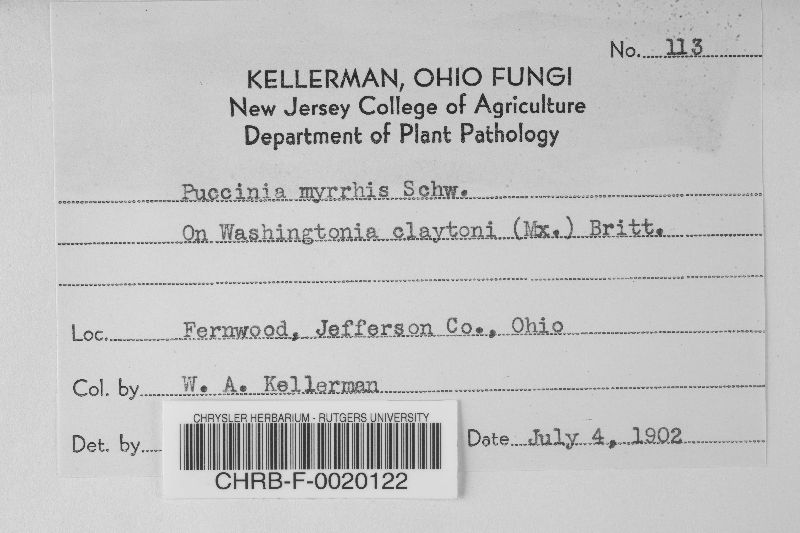 No. 113
KELLERMAN, OHIO FUNGI
New Jersey College of Agriculture
Department of Plant Pathology
Puccinia myrrhis Schw.
On Washingtonia claytoni (Mx.) Britt.
Loc. Fernwood, Jefferson Co., Ohio
Col. by W. A. Kellerman
Det. by
Date July 4, 1902
CHRYSLER HERBARIUM - RUTGERS UNIVERSITY
CHRB-F-0020122